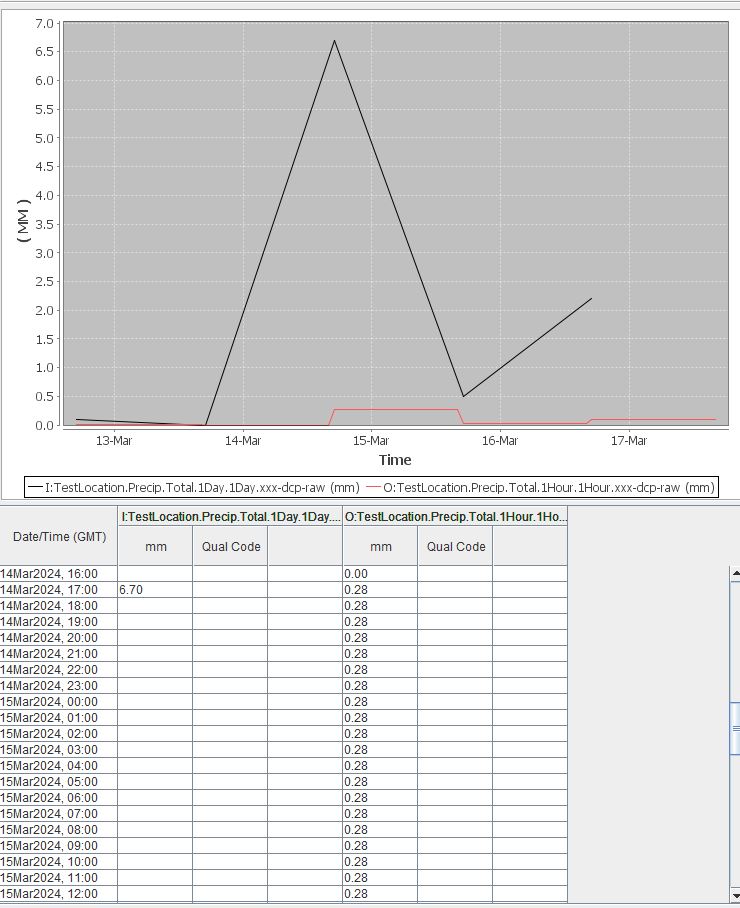 7.0
6.5
6.0
5.5
5.0
4.5
4.0
3.5
3.0
2.5
2.0
1.5
1.0
0.5
0.0
( MM )
13-Mar 14-Mar 15-Mar 16-Mar 17-Mar
Time
I:TestLocation.Precip.Total.1Day.1Day.xxx-dcp-raw (mm) O:TestLocation.Precip.Total.1Hour.1Hour.xxx-dcp-raw (mm)
I:TestLocation.Precip.Total.1Day.1Day.... O:TestLocation.Precip.Total.1Hour.1Ho...
Date/Time (GMT) mm Qual Code mm Qual Code
14Mar2024, 16:00 0.00
14Mar2024, 17:00 6.70 0.28
14Mar2024, 18:00 0.28
14Mar2024, 19:00 0.28
14Mar2024, 20:00 0.28
14Mar2024, 21:00 0.28
14Mar2024, 22:00 0.28
14Mar2024, 23:00 0.28
15Mar2024, 00:00 0.28
15Mar2024, 01:00 0.28
15Mar2024, 02:00 0.28
15Mar2024, 03:00 0.28
15Mar2024, 04:00 0.28
15Mar2024, 05:00 0.28
15Mar2024, 06:00 0.28
15Mar2024, 07:00 0.28
15Mar2024, 08:00 0.28
15Mar2024, 09:00 0.28
15Mar2024, 10:00 0.28
15Mar2024, 11:00 0.28
15Mar2024, 12:00 0.28